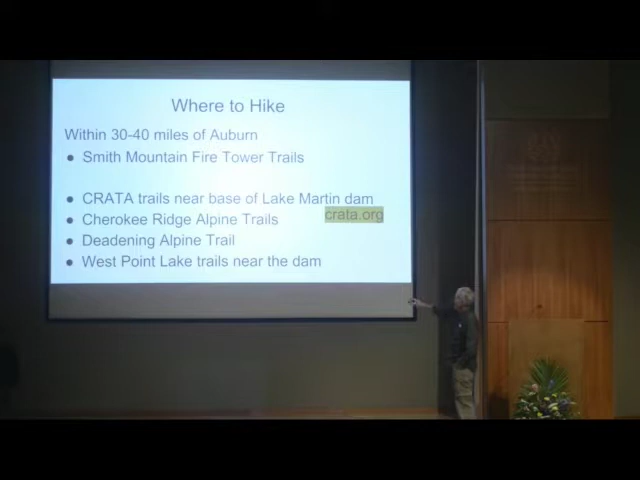 Where to Hike
Within 30-40 miles of Auburn
• Smith Mountain Fire Tower Trails
• CRATA trails near base of Lake Martin dam
• Cherokee Ridge Alpine Trails
crata.org
• Deadening Alpine Trail
• West Point Lake trails near the dam